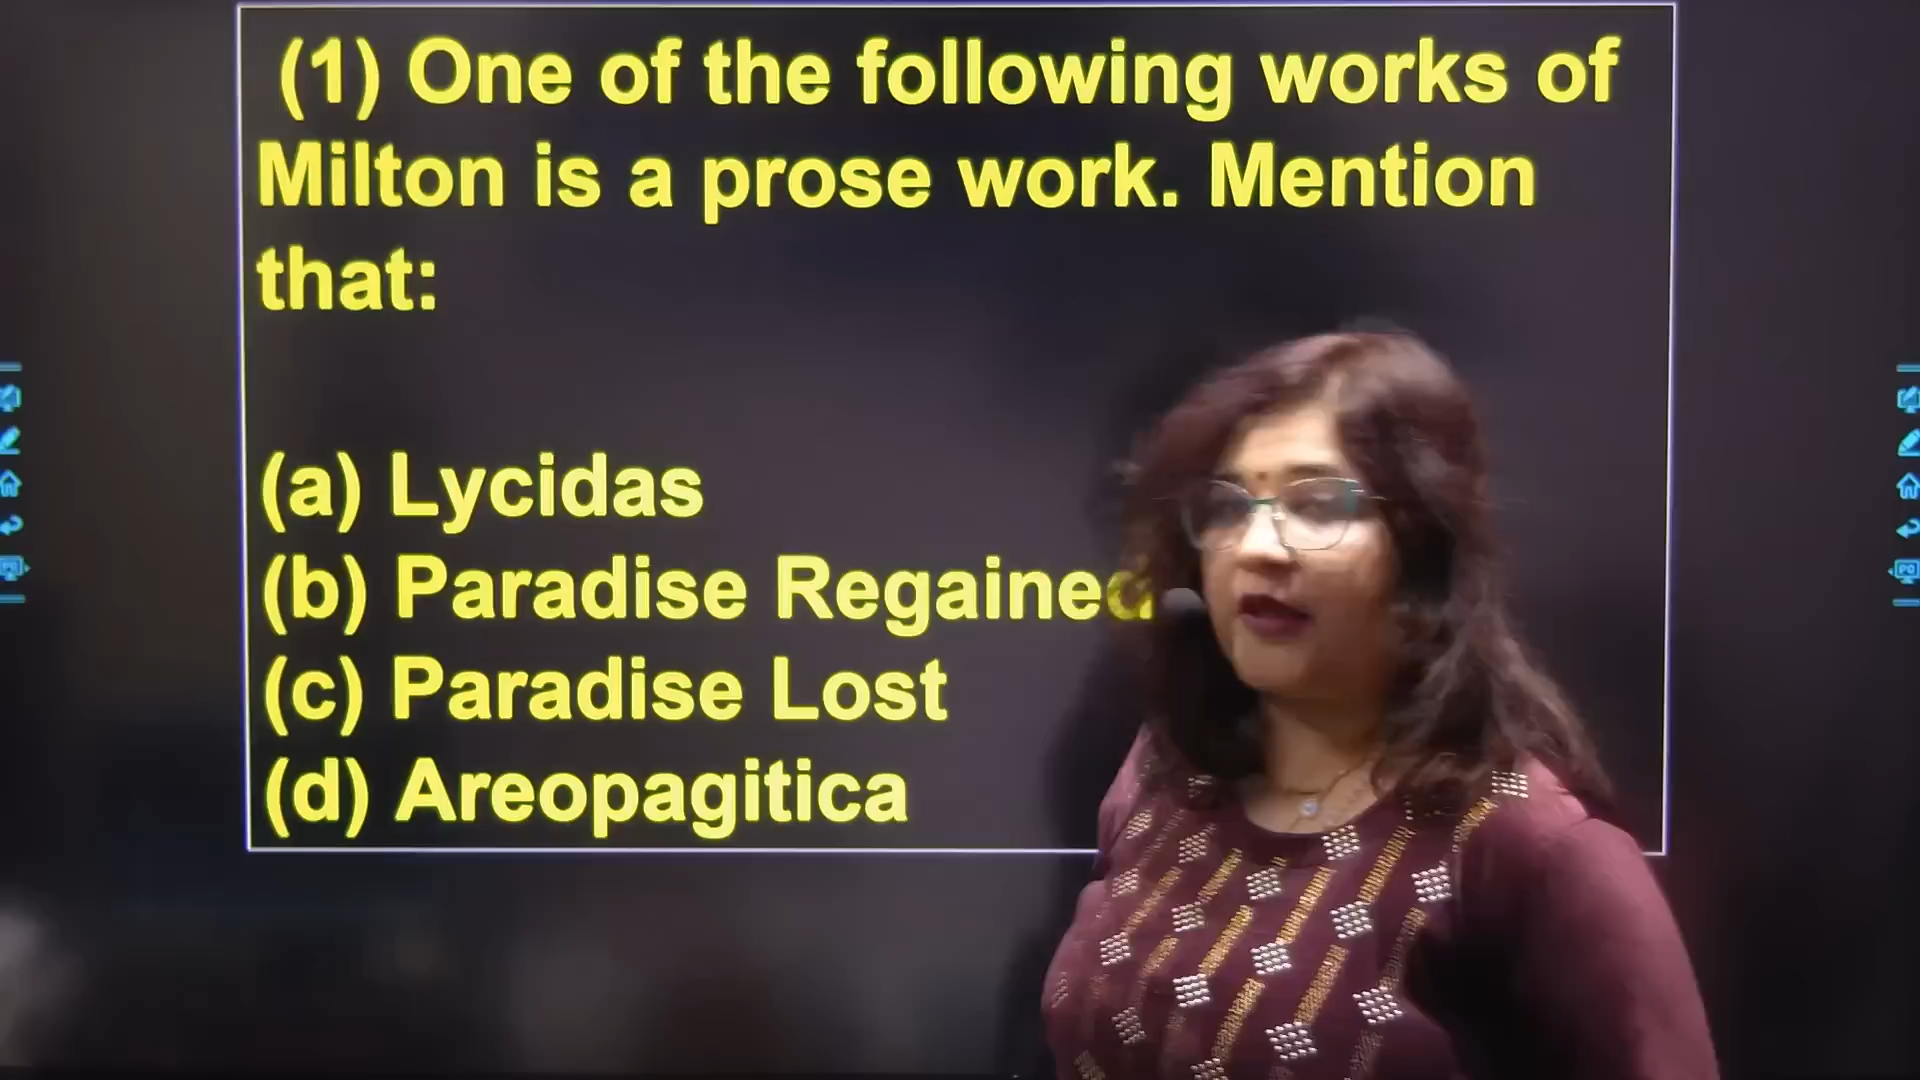 (1) One of the following works of
Milton is a prose work. Mention
that:
(a) Lycidas
(b) Paradise Regained
(c) Paradise Lost
(d) Areopagitica